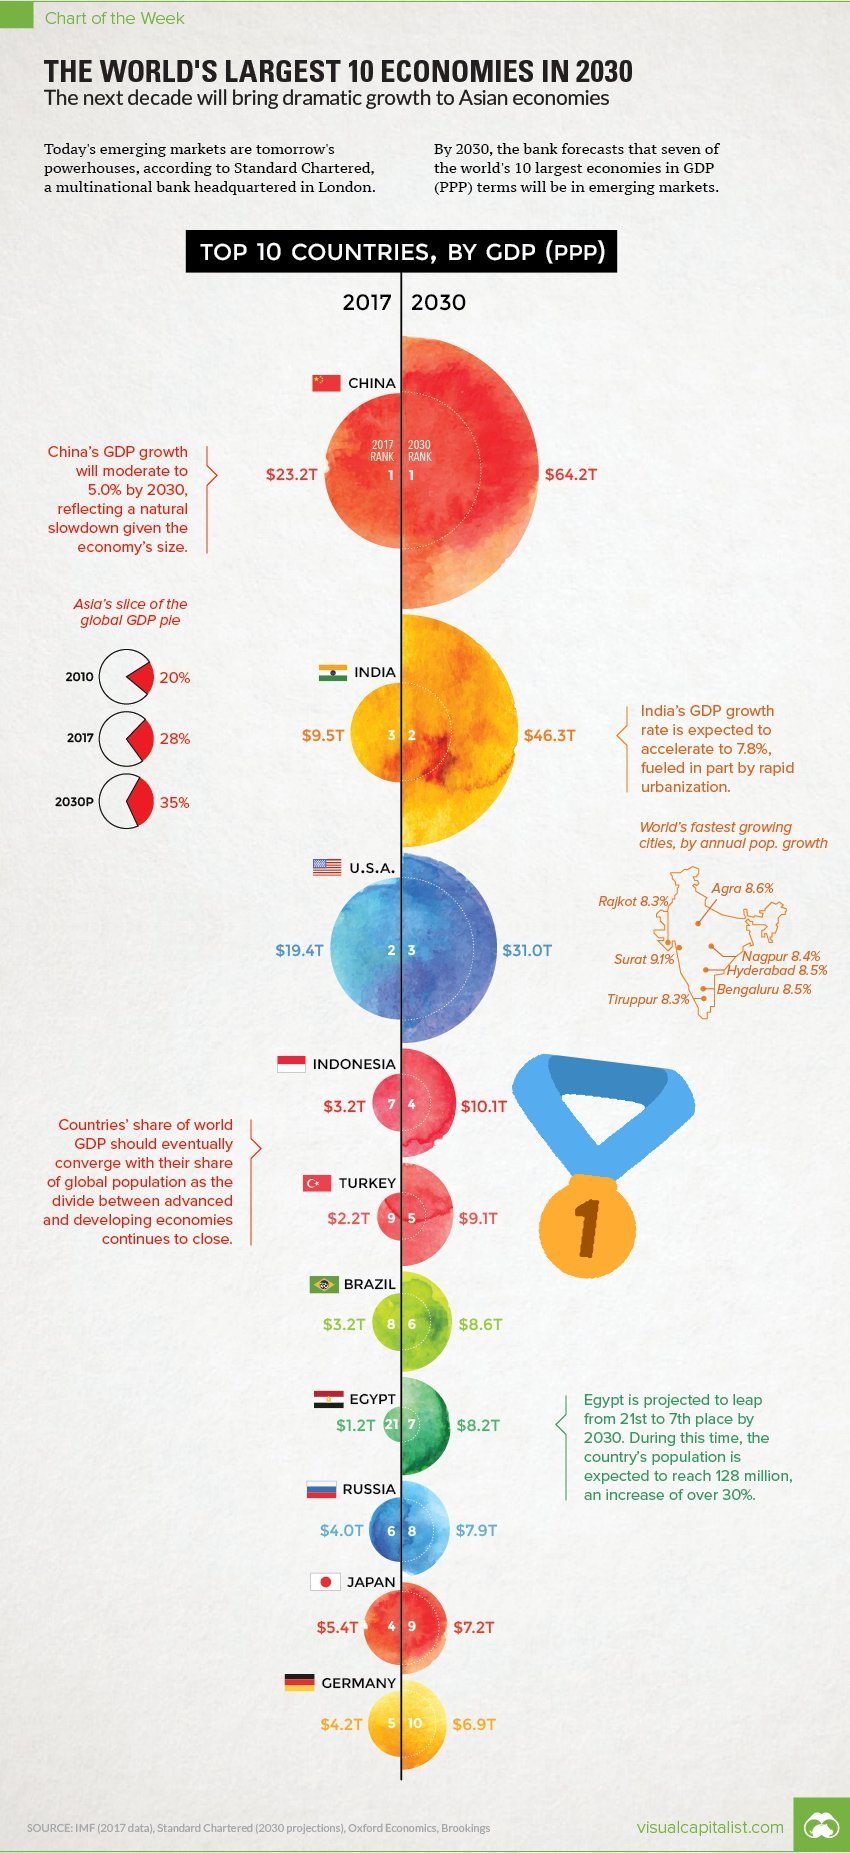 Chart of the Week
THE WORLD'S LARGEST 10 ECONOMIES IN 2030
The next decade will bring dramatic growth to Asian economies
Today's emerging markets are tomorrow's
powerhouses, according to Standard Chartered,
a multinational bank headquartered in London.
By 2030, the bank forecasts that seven of
the world's 10 largest economies in GDP
(PPP) terms will be in emerging markets.
TOP 10 COUNTRIES, BY GDP (PPP)
2017 2030
CHINA
2017 RANK 1
2030 RANK 1
$23.2T
$64.2T
China's GDP growth
will moderate to
5.0% by 2030,
reflecting a natural
slowdown given the
economy's size.
Asia's slice of the
global GDP pie
2010 20%
2017 28%
2030P 35%
INDIA
$9.5T 3 2 $46.3T
India's GDP growth
rate is expected to
accelerate to 7.8%,
fueled in part by rapid
urbanization.
World's fastest growing
cities, by annual pop. growth
Agra 8.6%
Rajkot 8.3%
Surat 9.1%
Nagpur 8.4%
Hyderabad 8.5%
Bengaluru 8.5%
Tiruppur 8.3%
U.S.A.
$19.4T 2 3 $31.0T
INDONESIA
$3.2T 7 4 $10.1T
1
Countries' share of world
GDP should eventually
converge with their share
of global population as the
divide between advanced
and developing economies
continues to close.
TURKEY
$2.2T 9 5 $9.1T
BRAZIL
$3.2T 8 6 $8.6T
EGYPT
$1.2T 21 7 $8.2T
Egypt is projected to leap
from 21st to 7th place by
2030. During this time, the
country's population is
expected to reach 128 million,
an increase of over 30%.
RUSSIA
$4.0T 6 8 $7.9T
JAPAN
$5.4T 4 9 $7.2T
GERMANY
$4.2T 5 10 $6.9T
SOURCE: IMF (2017 data), Standard Chartered (2030 projections), Oxford Economics, Brookings
visualcapitalist.com